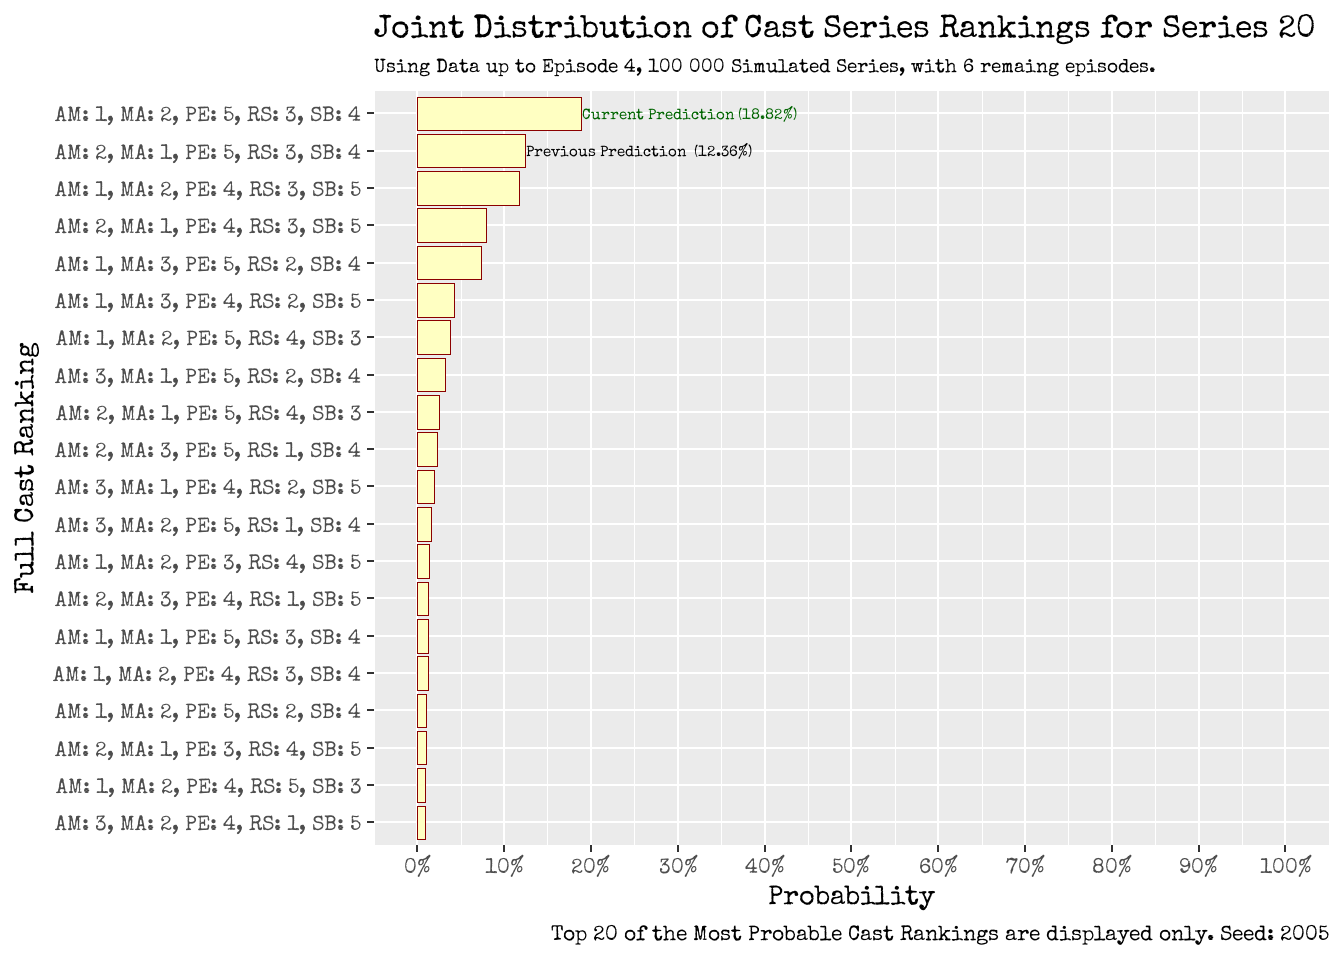 Joint Distribution of Cast Series Rankings for Series 20
Using Data up to Episode 4, 100 000 Simulated Series, with 6 remaing episodes.
AM: 1, MA: 2, PE: 5, RS: 3, SB: 4
Current Prediction (18.82%)
AM: 2, MA: 1, PE: 5, RS: 3, SB: 4
Previous Prediction (12.36%)
AM: 1, MA: 2, PE: 4, RS: 3, SB: 5
AM: 2, MA: 1, PE: 4, RS: 3, SB: 5
AM: 1, MA: 3, PE: 5, RS: 2, SB: 4
AM: 1, MA: 3, PE: 4, RS: 2, SB: 5
AM: 1, MA: 2, PE: 5, RS: 4, SB: 3
AM: 3, MA: 1, PE: 5, RS: 2, SB: 4
AM: 2, MA: 1, PE: 5, RS: 4, SB: 3
AM: 2, MA: 3, PE: 5, RS: 1, SB: 4
AM: 3, MA: 1, PE: 4, RS: 2, SB: 5
AM: 3, MA: 2, PE: 5, RS: 1, SB: 4
AM: 1, MA: 2, PE: 3, RS: 4, SB: 5
AM: 2, MA: 3, PE: 4, RS: 1, SB: 5
AM: 1, MA: 1, PE: 5, RS: 3, SB: 4
AM: 1, MA: 2, PE: 4, RS: 3, SB: 4
AM: 1, MA: 2, PE: 5, RS: 2, SB: 4
AM: 2, MA: 1, PE: 3, RS: 4, SB: 5
AM: 1, MA: 2, PE: 4, RS: 5, SB: 3
AM: 3, MA: 2, PE: 4, RS: 1, SB: 5
Full Cast Ranking
0% 10% 20% 30% 40% 50% 60% 70% 80% 90% 100%
Probability
Top 20 of the Most Probable Cast Rankings are displayed only. Seed: 2005